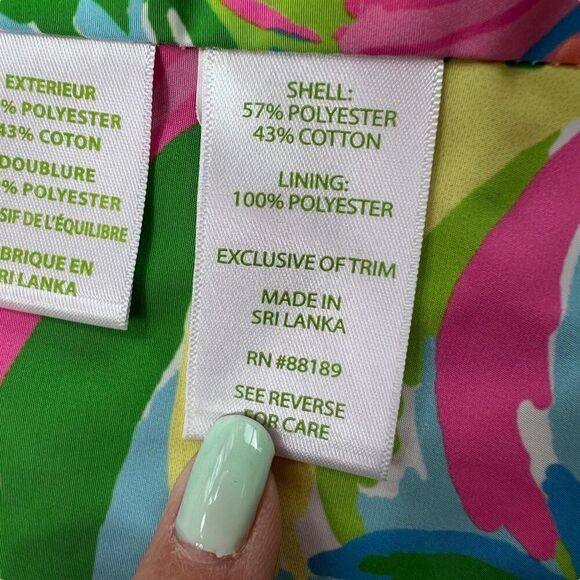 EXTERIEUR
% POLYESTER
43% COTON
DOUBLURE
% POLYESTER
SIF DE L'ÉQUILIBRE
BRIQUE EN
SRI LANKA
SHELL:
57% POLYESTER
43% COTTON
LINING:
100% POLYESTER
EXCLUSIVE OF TRIM
MADE IN
SRI LANKA
RN #88189
SEE REVERSE
FOR CARE